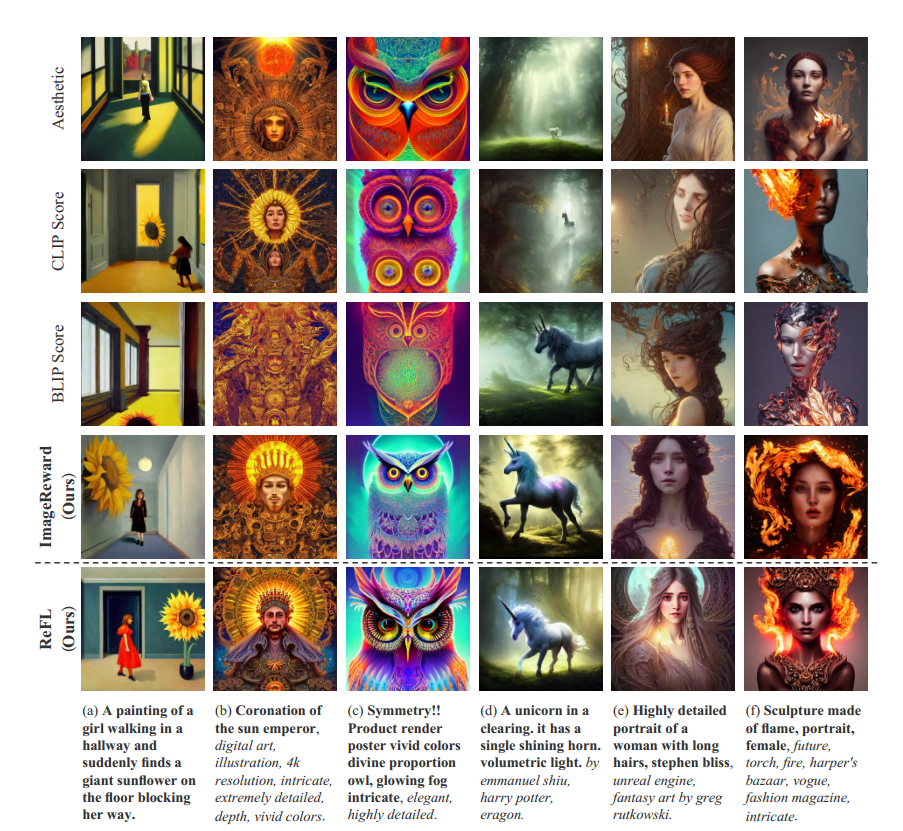 Aesthetic
CLIP Score
BLIP Score
ImageReward
(Ours)
ReFL
(Ours)
(a) A painting of a
girl walking in a
hallway and
suddenly finds a
giant sunflower on
the floor blocking
her way.
(b) Coronation of
the sun emperor,
digital art,
illustration, 4k
resolution, intricate,
extremely detailed,
depth, vivid colors.
(c) Symmetry!!
Product render
poster vivid colors
divine proportion
owl, glowing fog
intricate, elegant,
highly detailed.
(d) A unicorn in a
clearing. it has a
single shining horn.
volumetric light. by
emmanuel shiu,
harry potter,
eragon.
(e) Highly detailed
portrait of a
woman with long
hairs, stephen bliss,
unreal engine,
fantasy art by greg
rutkowski.
(f) Sculpture made
of flame, portrait,
female, future,
torch, fire, harper's
bazaar, vogue,
fashion magazine,
intricate.